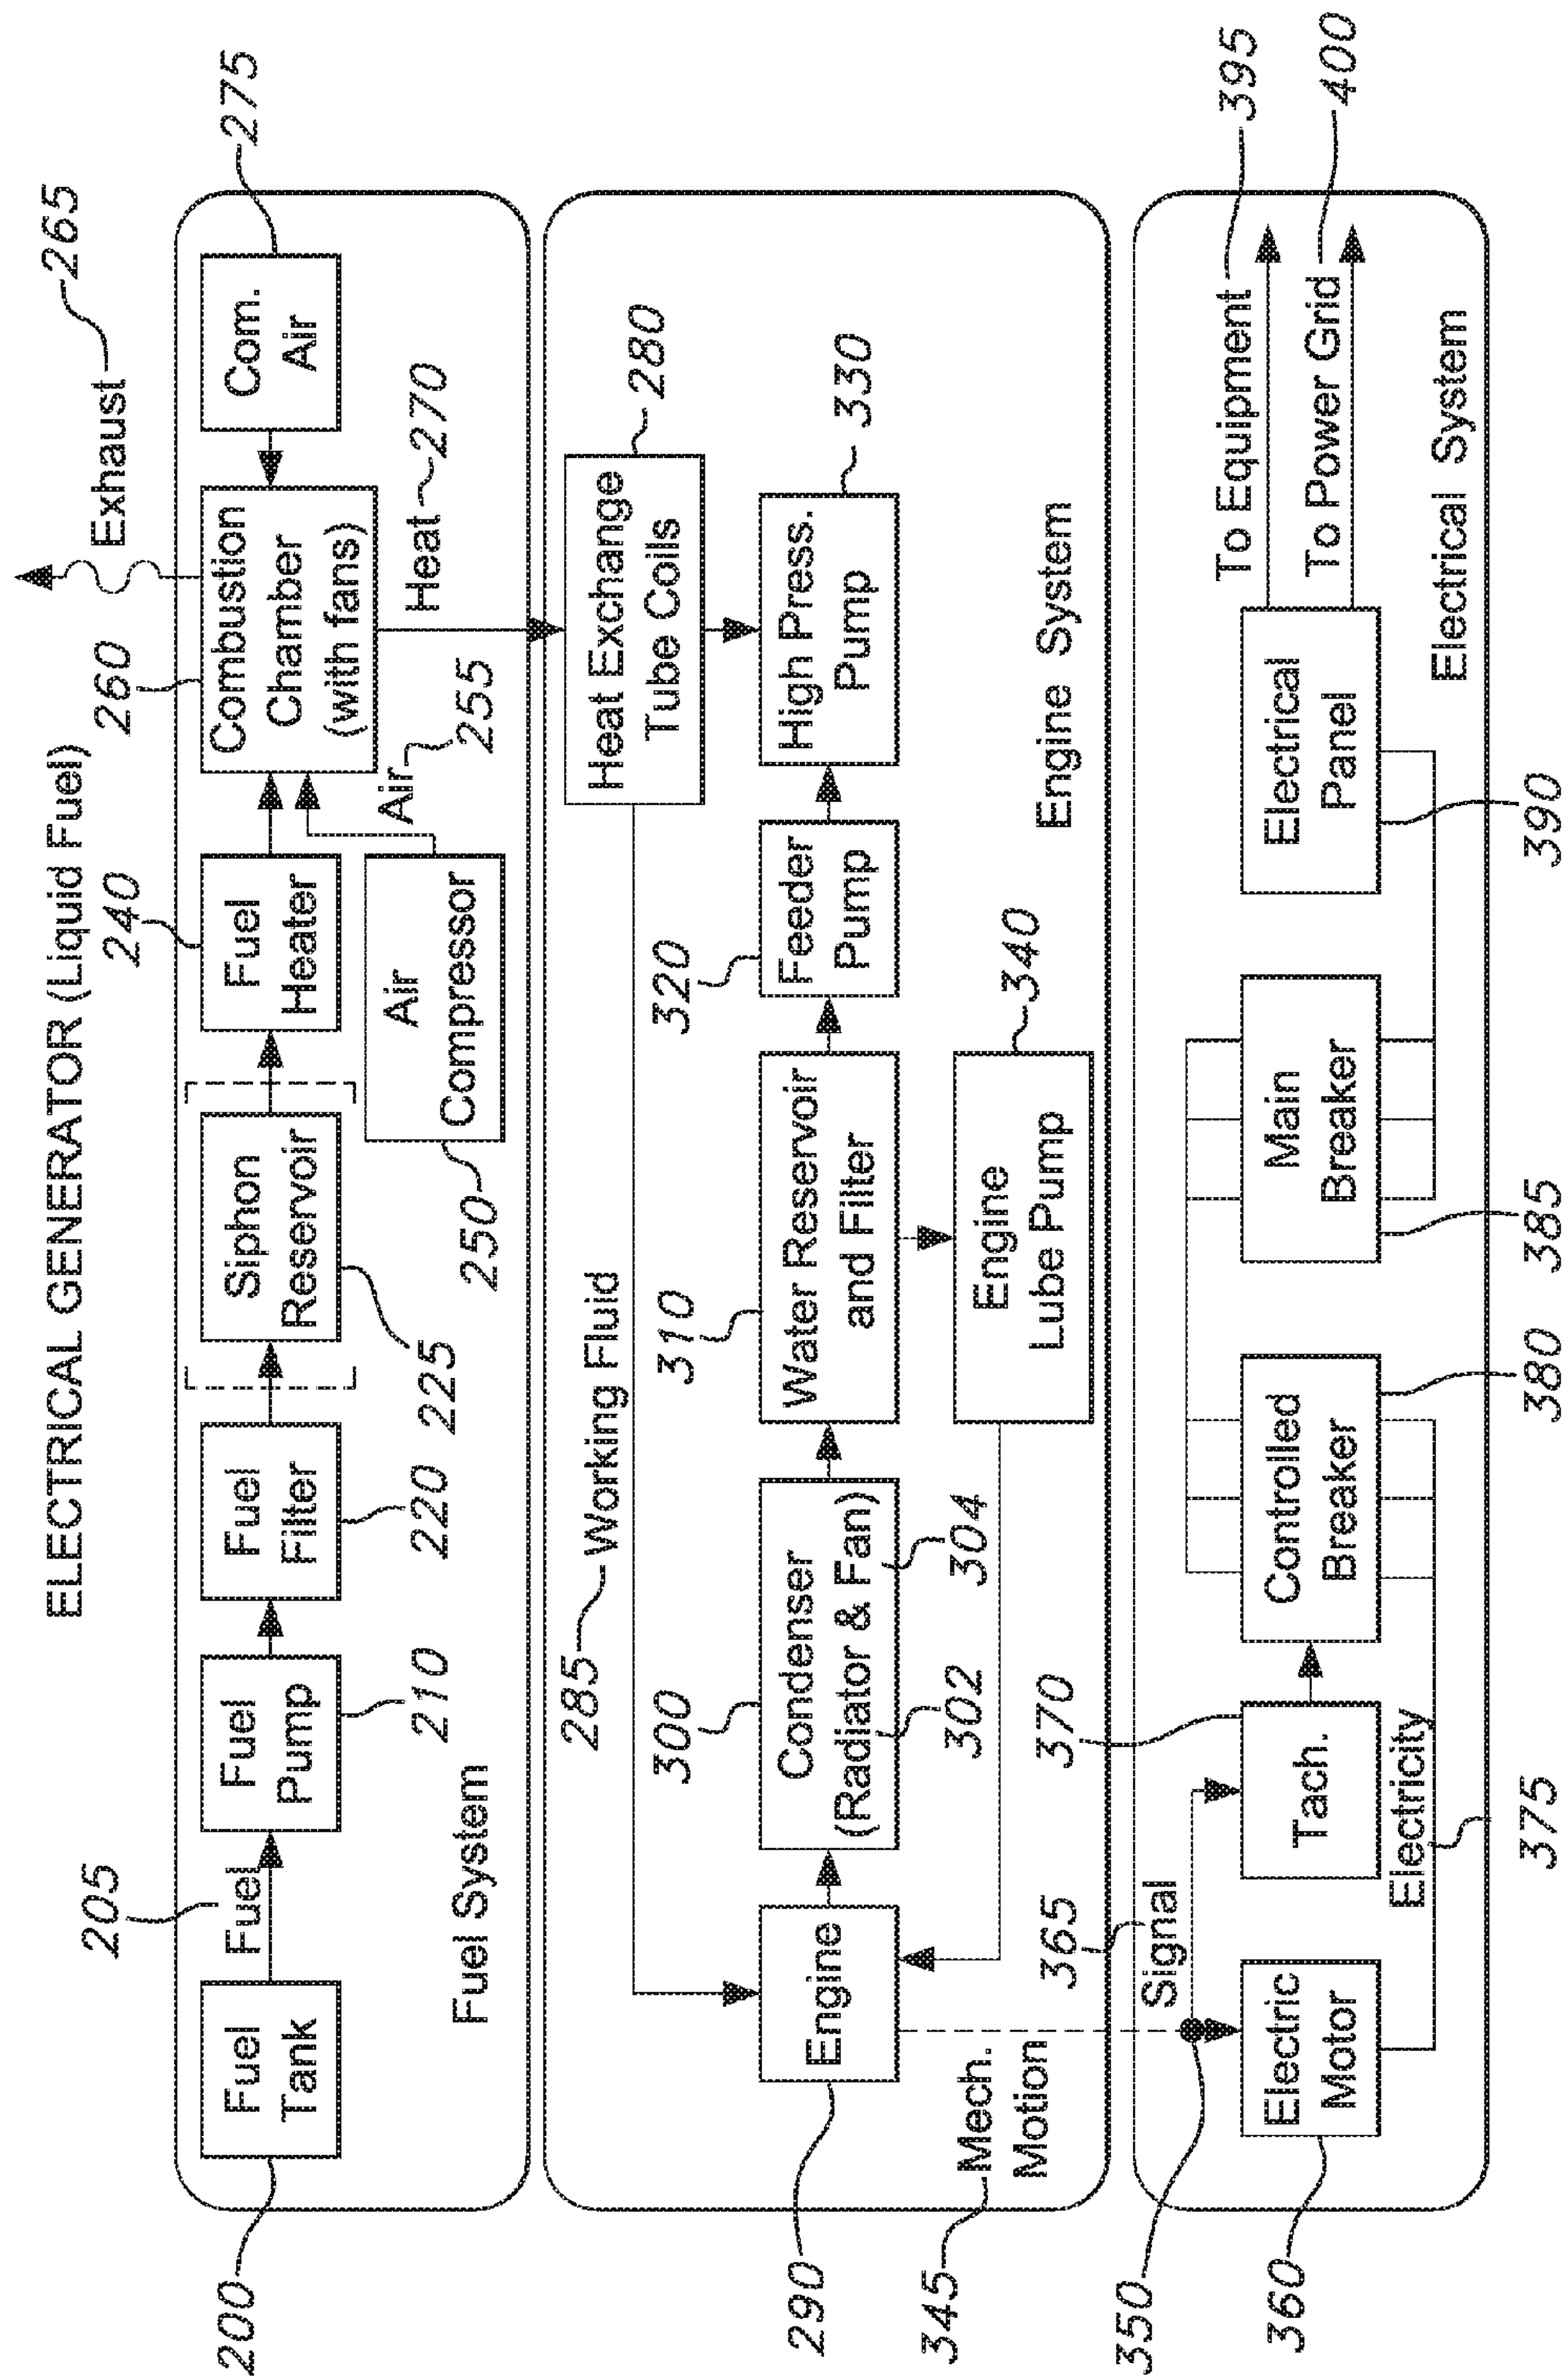 ELECTRICAL GENERATOR (Liquid Fuel)
265
Exhaust
205
Fuel
240
260
275
Fuel
Tank
Fuel
Pump
Fuel
Filter
Siphon
Reservoir
Fuel
Heater
Combustion
Chamber
(with fans)
Com.
Air
200
210
220
225
Air
Compressor
250
Air
255
Heat
270
Fuel System
285
Working Fluid
Heat Exchange
Tube Coils
280
300
310
320
330
Engine
Condenser
(Radiator & Fan)
Water Reservoir
and Filter
Feeder
Pump
High Press.
Pump
290
302
304
Engine
Lube Pump
340
345
Mech.
Motion
Engine System
350
365
Signal
370
Electric
Motor
Tach.
Controlled
Breaker
Main
Breaker
Electrical
Panel
To Equipment
395
To Power Grid
400
360
Electricity
375
380
385
390
Electrical System